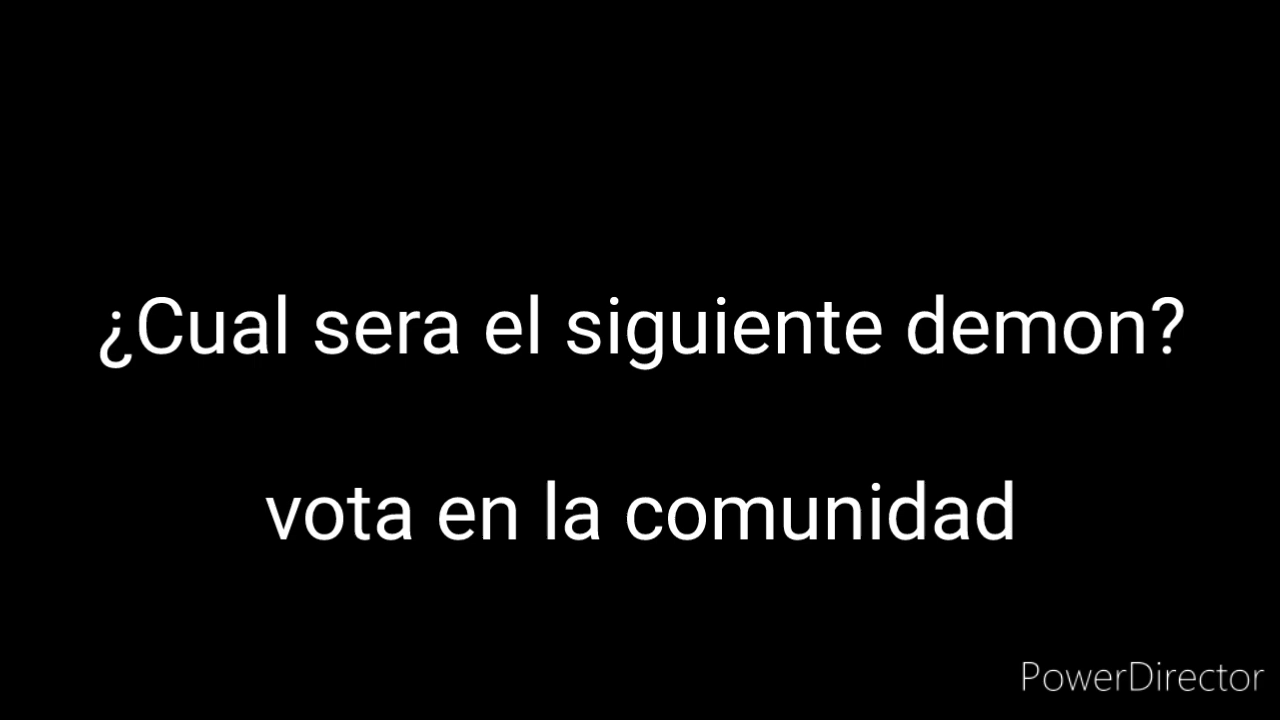 ¿Cual sera el siguiente demon?
vota en la comunidad
PowerDirector